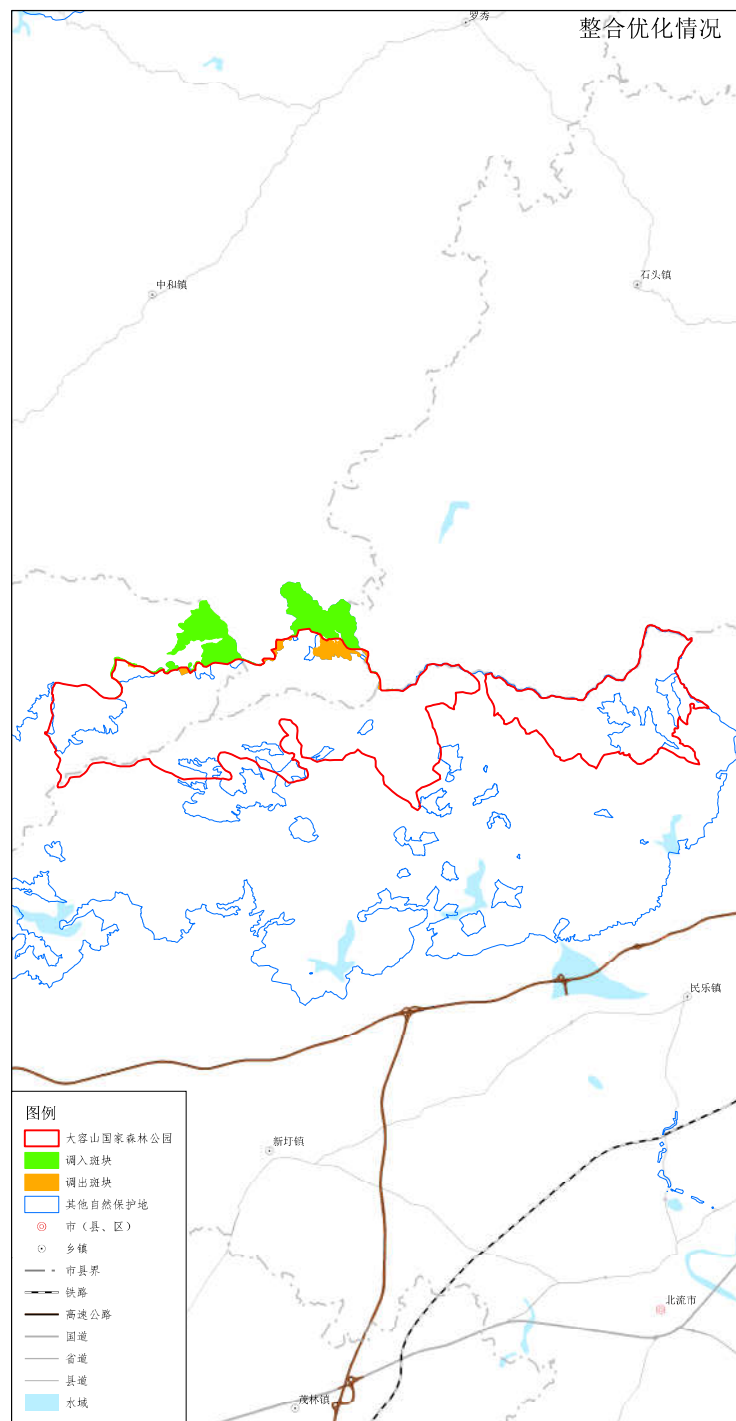 整合优化情况
罗秀
中和镇
石头镇
民乐镇
新圩镇
北流市
茂林镇
图例
大容山国家森林公园
调入斑块
调出斑块
其他自然保护地
市（县、区）
乡镇
市县界
铁路
高速公路
国道
省道
县道
水域